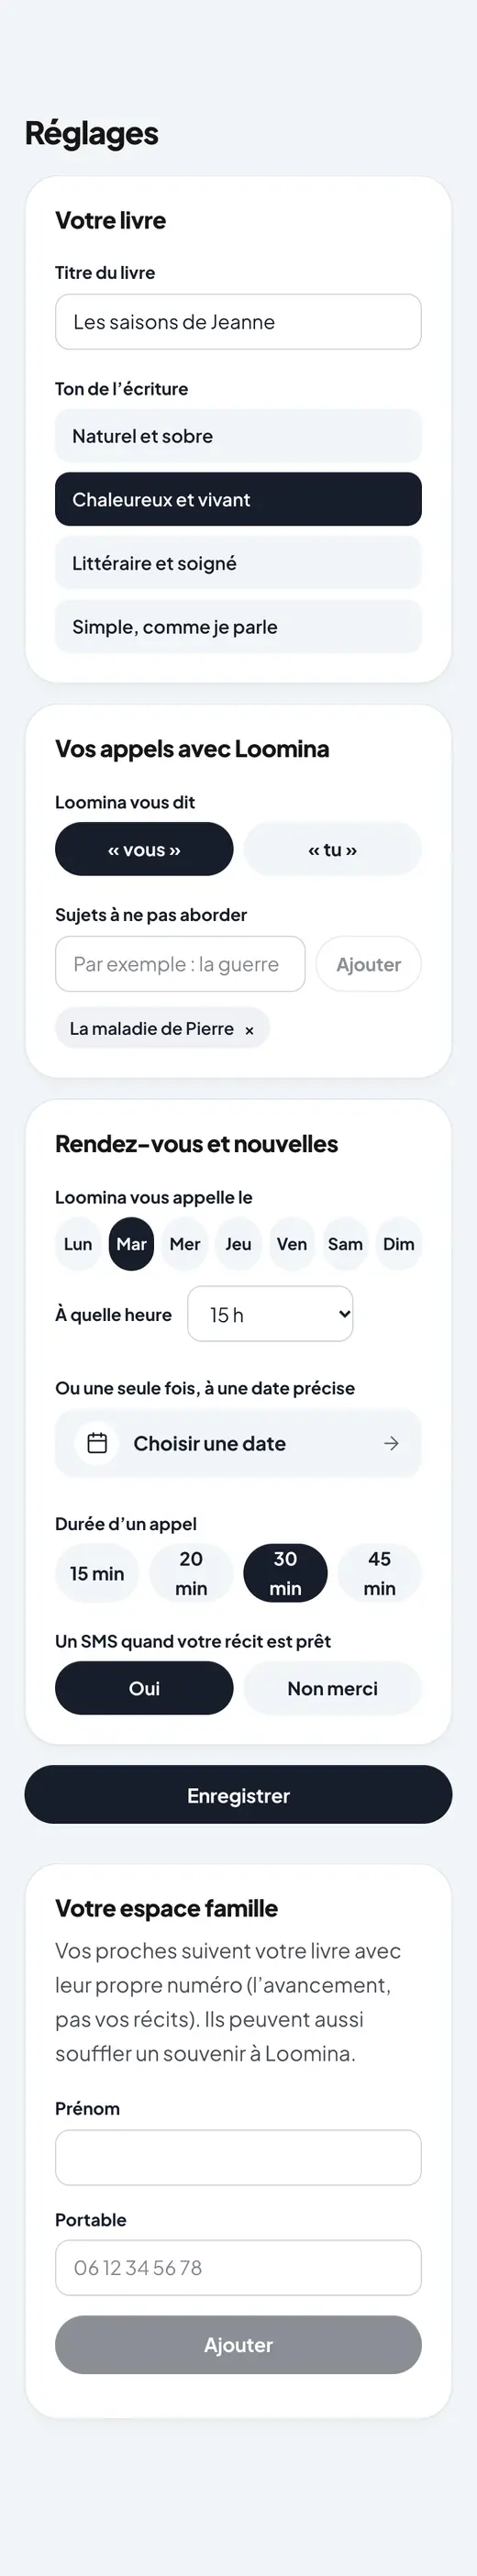 Réglages
Votre livre
Titre du livre
Les saisons de Jeanne
Ton de l’écriture
Naturel et sobre
Chaleureux et vivant
Littéraire et soigné
Simple, comme je parle
Vos appels avec Loomina
Loomina vous dit
« vous » « tu »
Sujets à ne pas aborder
Par exemple : la guerre Ajouter
La maladie de Pierre ×
Rendez-vous et nouvelles
Loomina vous appelle le
Lun Mar Mer Jeu Ven Sam Dim
À quelle heure 15 h
Ou une seule fois, à une date précise
Choisir une date →
Durée d’un appel
15 min 20 min 30 min 45 min
Un SMS quand votre récit est prêt
Oui Non merci
Enregistrer
Votre espace famille
Vos proches suivent votre livre avec
leur propre numéro (l’avancement,
pas vos récits). Ils peuvent aussi
souffler un souvenir à Loomina.
Prénom
Portable
06 12 34 56 78
Ajouter